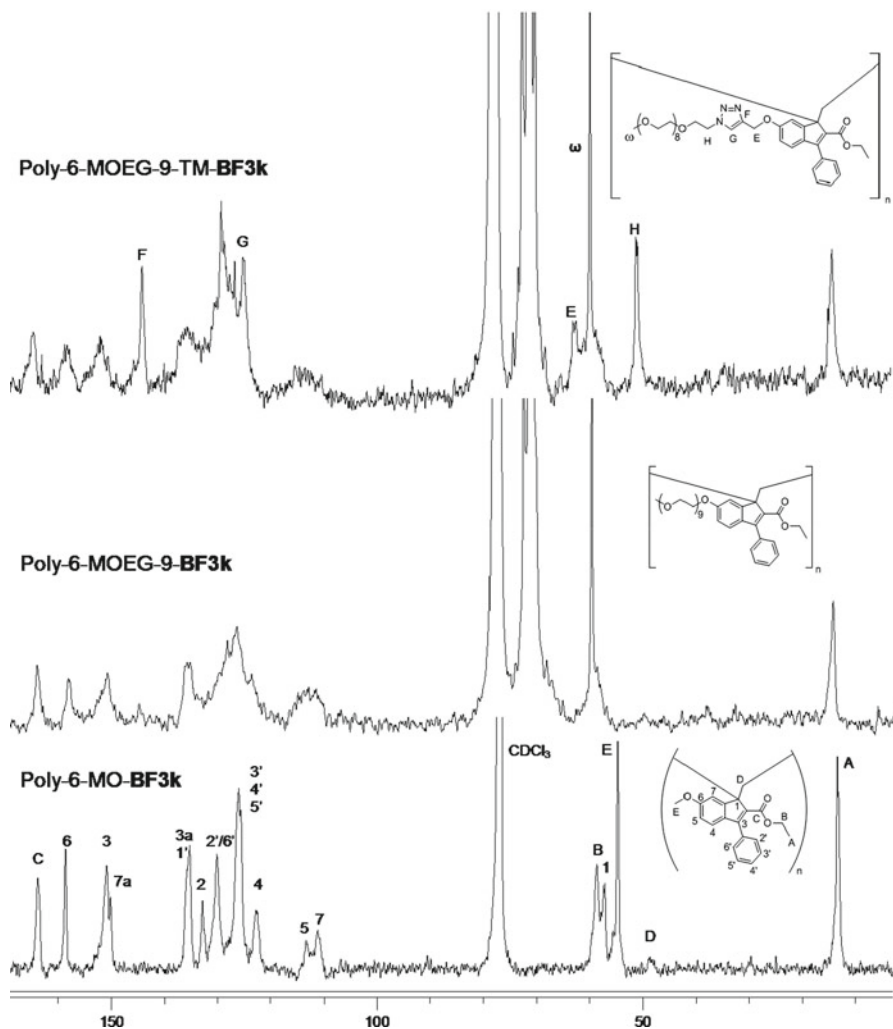 N=N
N
F
O
E
G
H
ω
O
8
O
O
O
n
Poly-6-MOEG-9-TM-BF3k
ω
F
G
E
H
O
9
O
O
O
n
Poly-6-MOEG-9-BF3k
Poly-6-MO-BF3k
CDCl3
E
A
3'
4'
5'
C
6
3
7a
3a
1'
2
2'/6'
4
5
7
B
1
D
D
O
6
7
1
O
B
E
5
C
O
A
4
3
2'
6'
3'
5'
4'
n
150
100
50